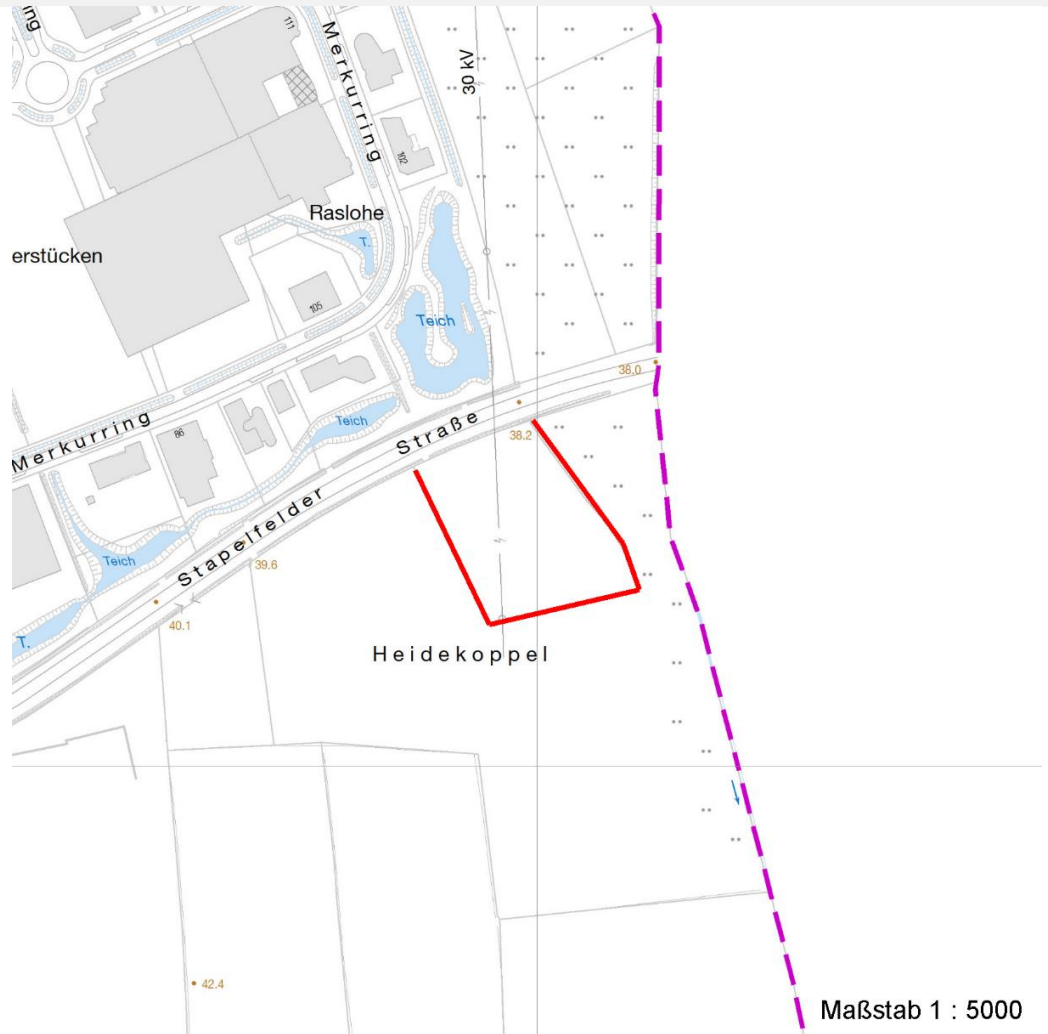 ng
111
Merkurring
30 kV
102
Raslohe
T.
erstücken
105
Teich
38.0
Merkurring
86
Teich
Straße
38.2
Stapelfelder
Teich
39.6
40.1
T.
Heidekoppel
42.4
Maßstab 1 : 5000